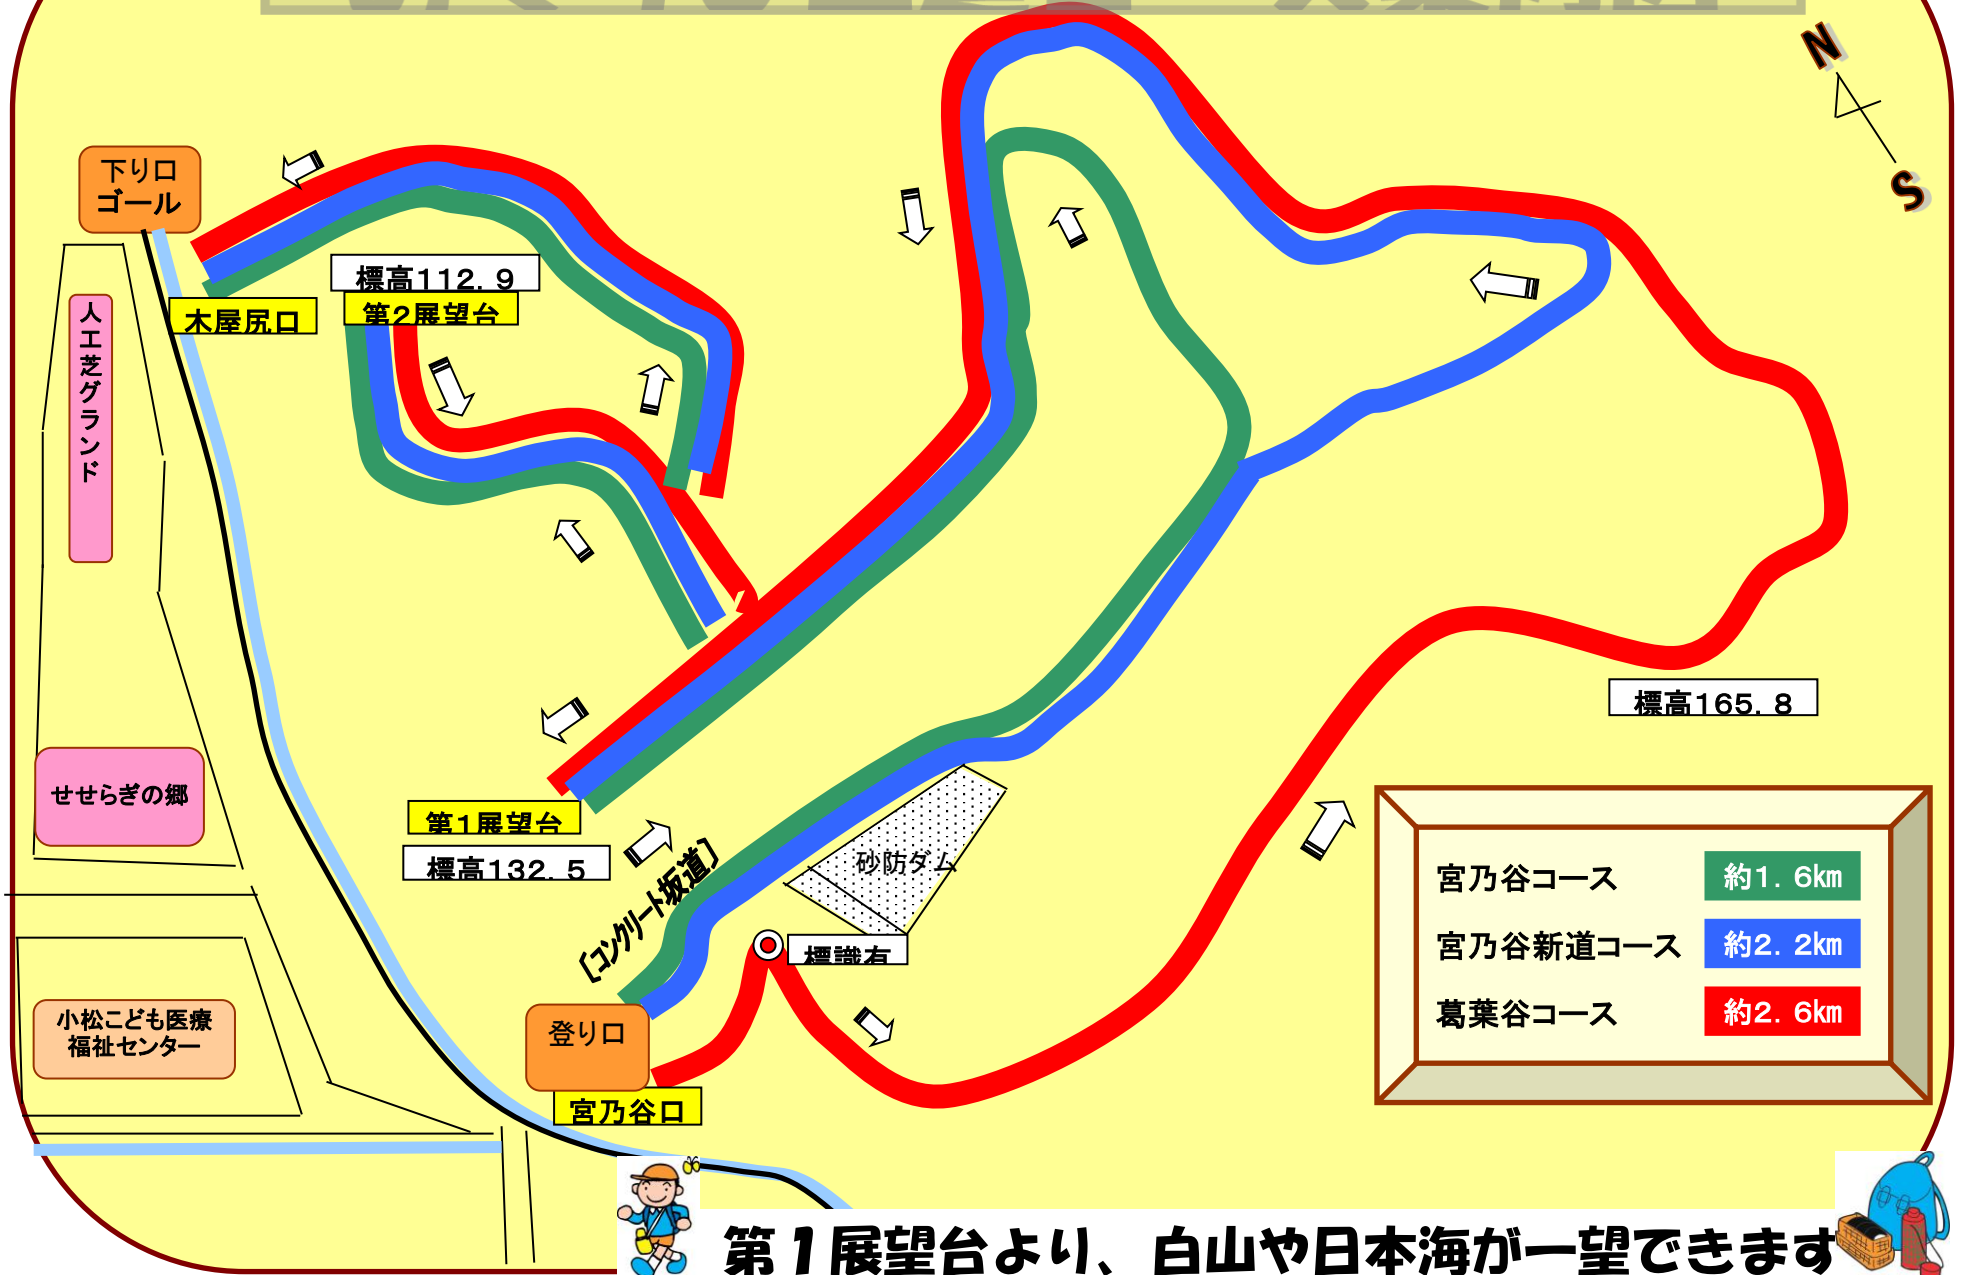 N
S
下り口
ゴール
標高112．9
第2展望台
木屋尻口
人工芝グランド
標高165．8
せせらぎの郷
第1展望台
標高132．5
〔コンクリート坂道〕
砂防ダム
標識有
宮乃谷コース 約1．6km
宮乃谷新道コース 約2．2km
葛葉谷コース 約2．6km
小松こども医療
福祉センター
登り口
宮乃谷口
第１展望台より、白山や日本海が一望できます